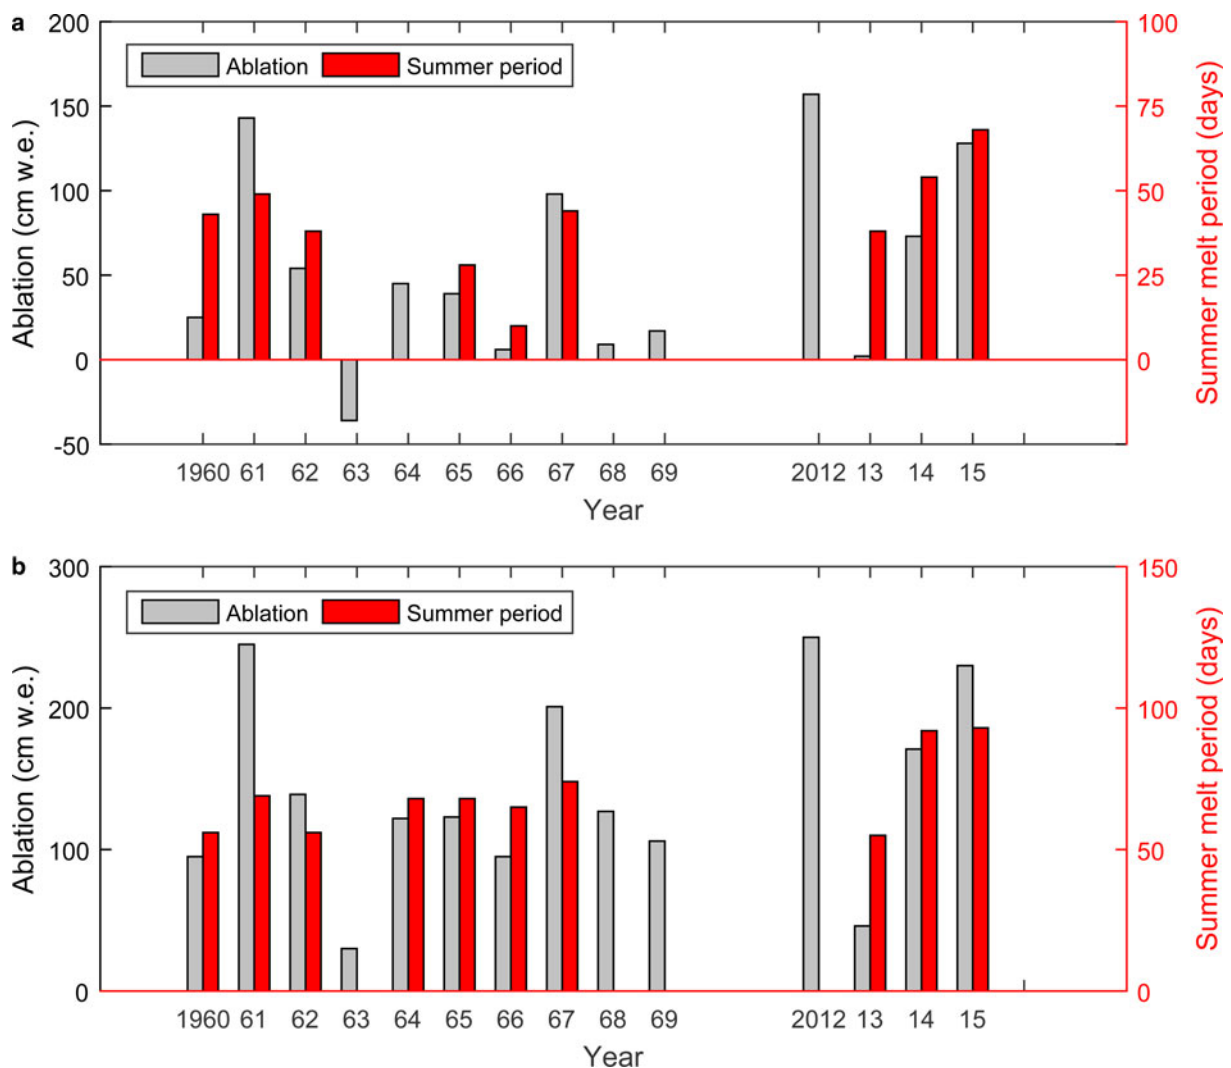 a
200
150
100
50
0
-50
Ablation (cm w.e.)
Ablation Summer period
100
75
50
25
0
Summer melt period (days)
1960 61 62 63 64 65 66 67 68 69 2012 13 14 15
Year
b
300
200
100
0
Ablation (cm w.e.)
Ablation Summer period
150
100
50
0
Summer melt period (days)
1960 61 62 63 64 65 66 67 68 69 2012 13 14 15
Year